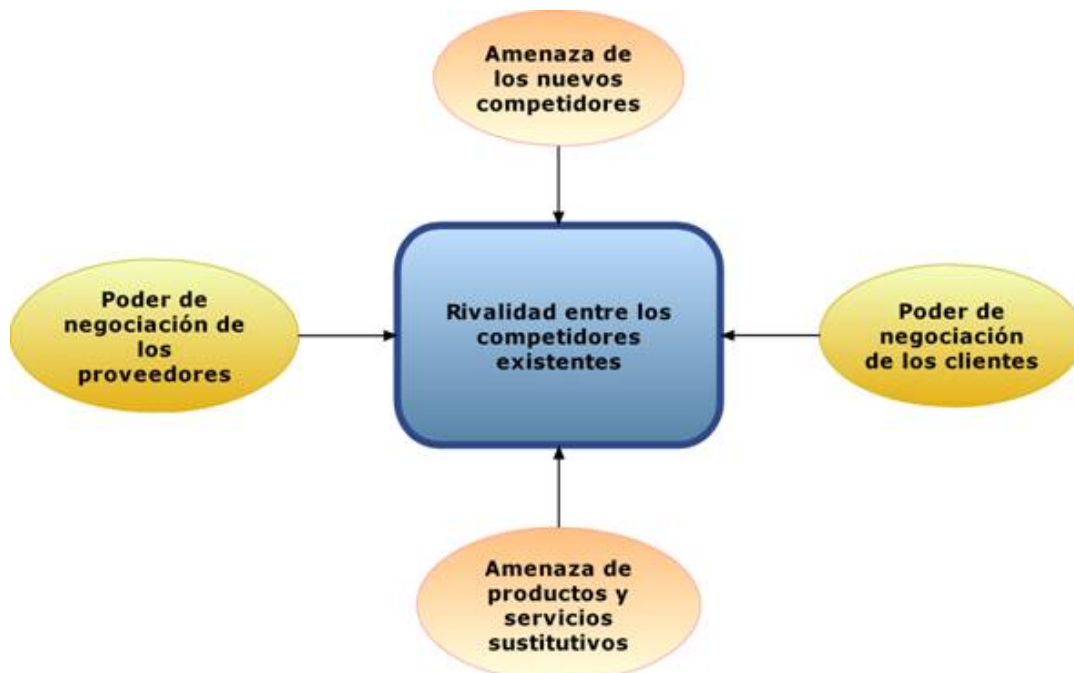 Amenaza de
los nuevos
competidores
Poder de
negociación de
los
proveedores
Rivalidad entre los
competidores
existentes
Poder de
negociación
de los clientes
Amenaza de
productos y
servicios
sustitutivos